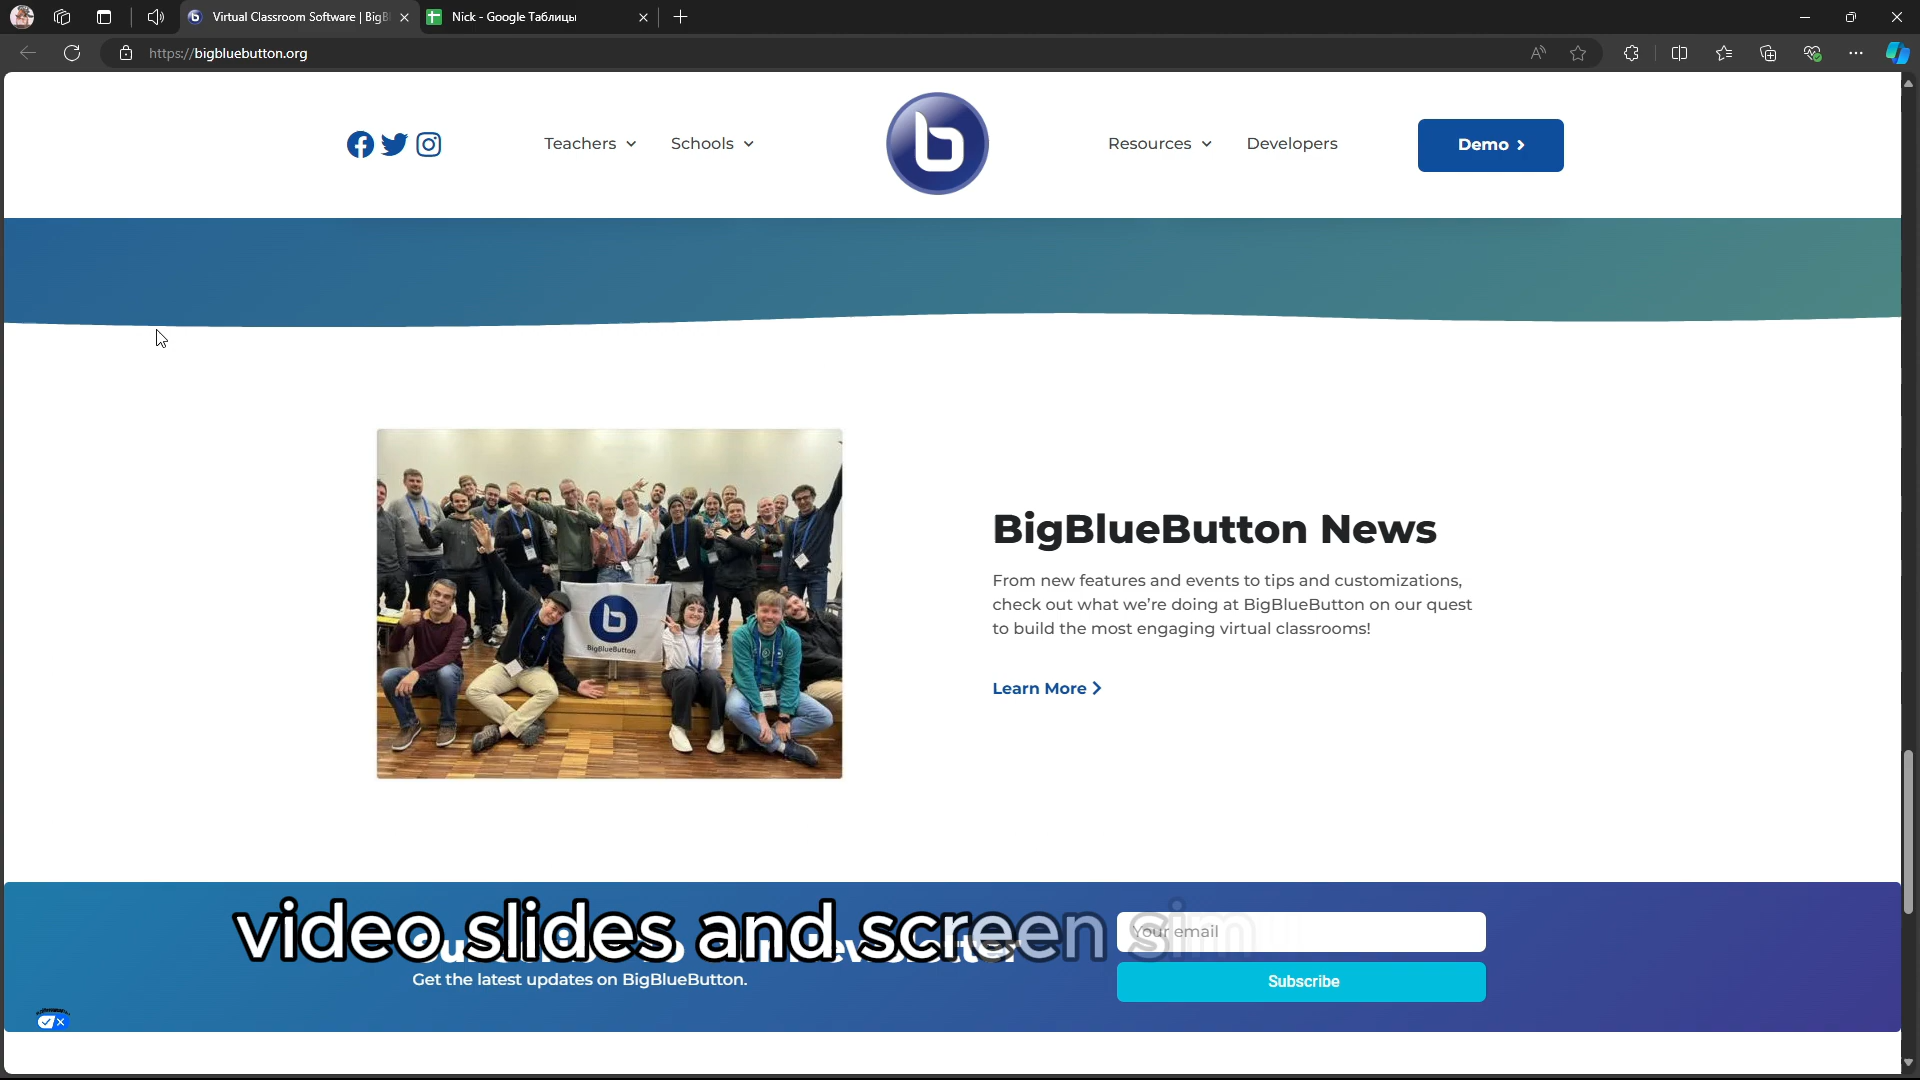 Virtual Classroom Software | BigB
Nick - Google Таблицы
https://bigbluebutton.org
Teachers
Schools
Resources
Developers
Demo
BigBlueButton
BigBlueButton News
From new features and events to tips and customizations,
check out what we're doing at BigBlueButton on our quest
to build the most engaging virtual classrooms!
Learn More
video slides and screen sim
Your email
Get the latest updates on BigBlueButton.
Subscribe